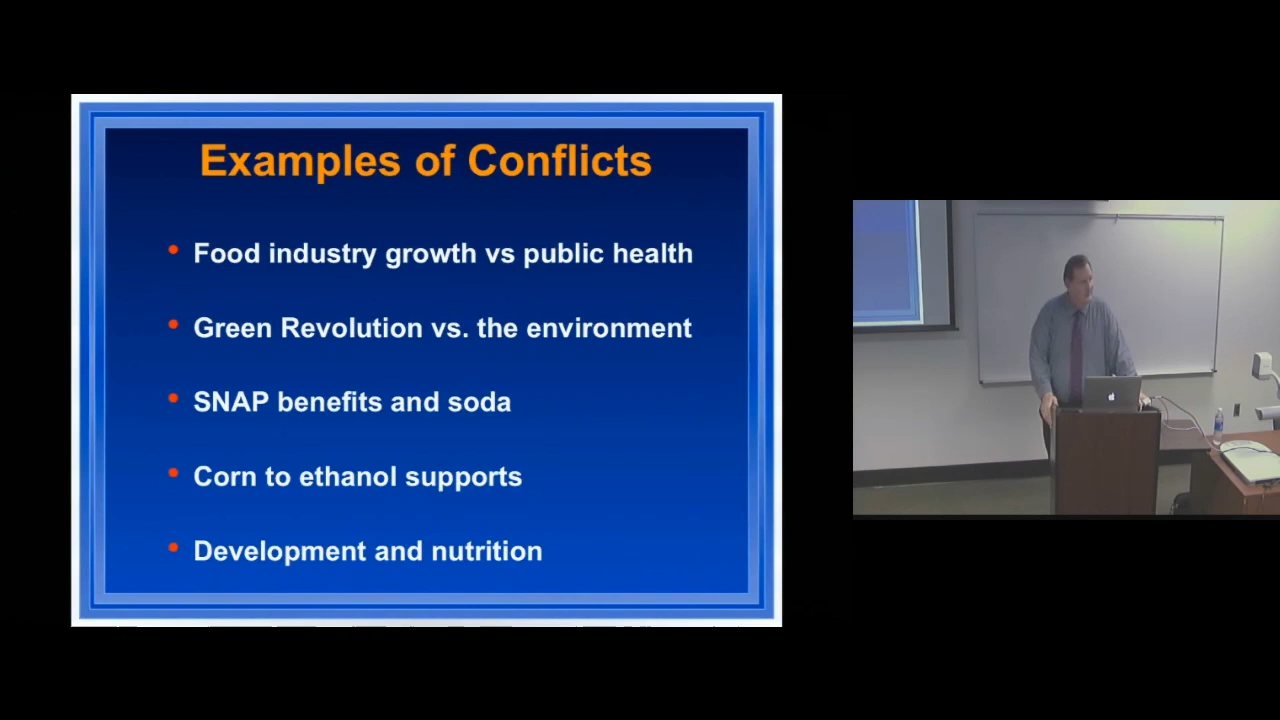 Examples of Conflicts
Food industry growth vs public health
Green Revolution vs. the environment
SNAP benefits and soda
Corn to ethanol supports
Development and nutrition